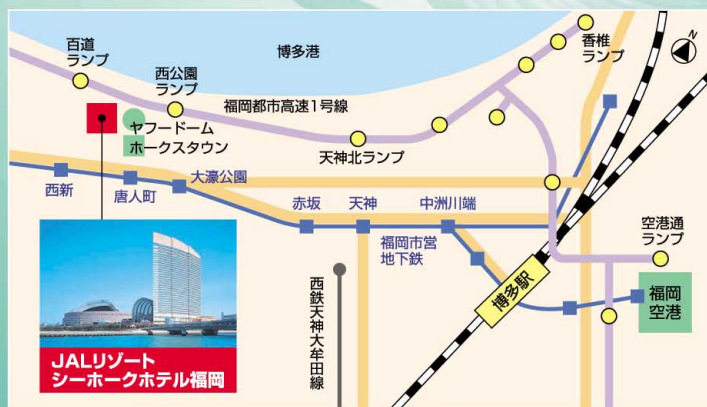 百道
ランプ
西公園
ランプ
博多港
香椎
ランプ
N
福岡都市高速1号線
ヤフードーム
ホークスタウン
天神北ランプ
西新
唐人町
大濠公園
赤坂
天神
中洲川端
福岡市営
地下鉄
空港通
ランプ
西鉄天神大牟田線
博多駅
福岡
空港
JALリゾート
シーホークホテル福岡